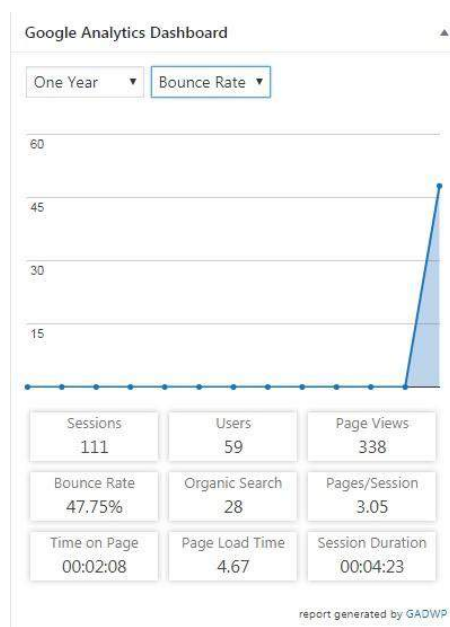 Google Analytics Dashboard
One Year Bounce Rate
60
45
30
15
Sessions Users Page Views
111 59 338
Bounce Rate Organic Search Pages/Session
47.75% 28 3.05
Time on Page Page Load Time Session Duration
00:02:08 4.67 00:04:23
report generated by GADWP